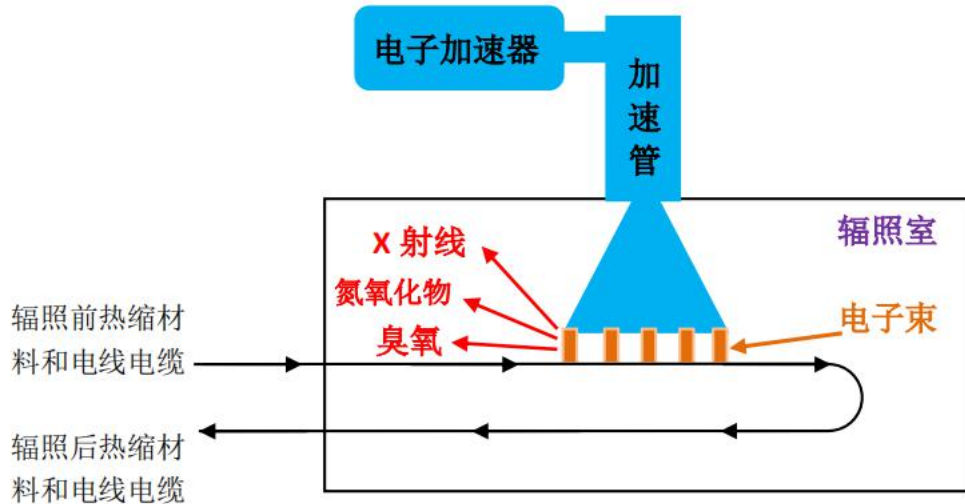 电子加速器
加
速
管
辐照室
X 射线
氮氧化物
臭氧
电子束
辐照前热缩材
料和电线电缆
辐照后热缩材
料和电线电缆